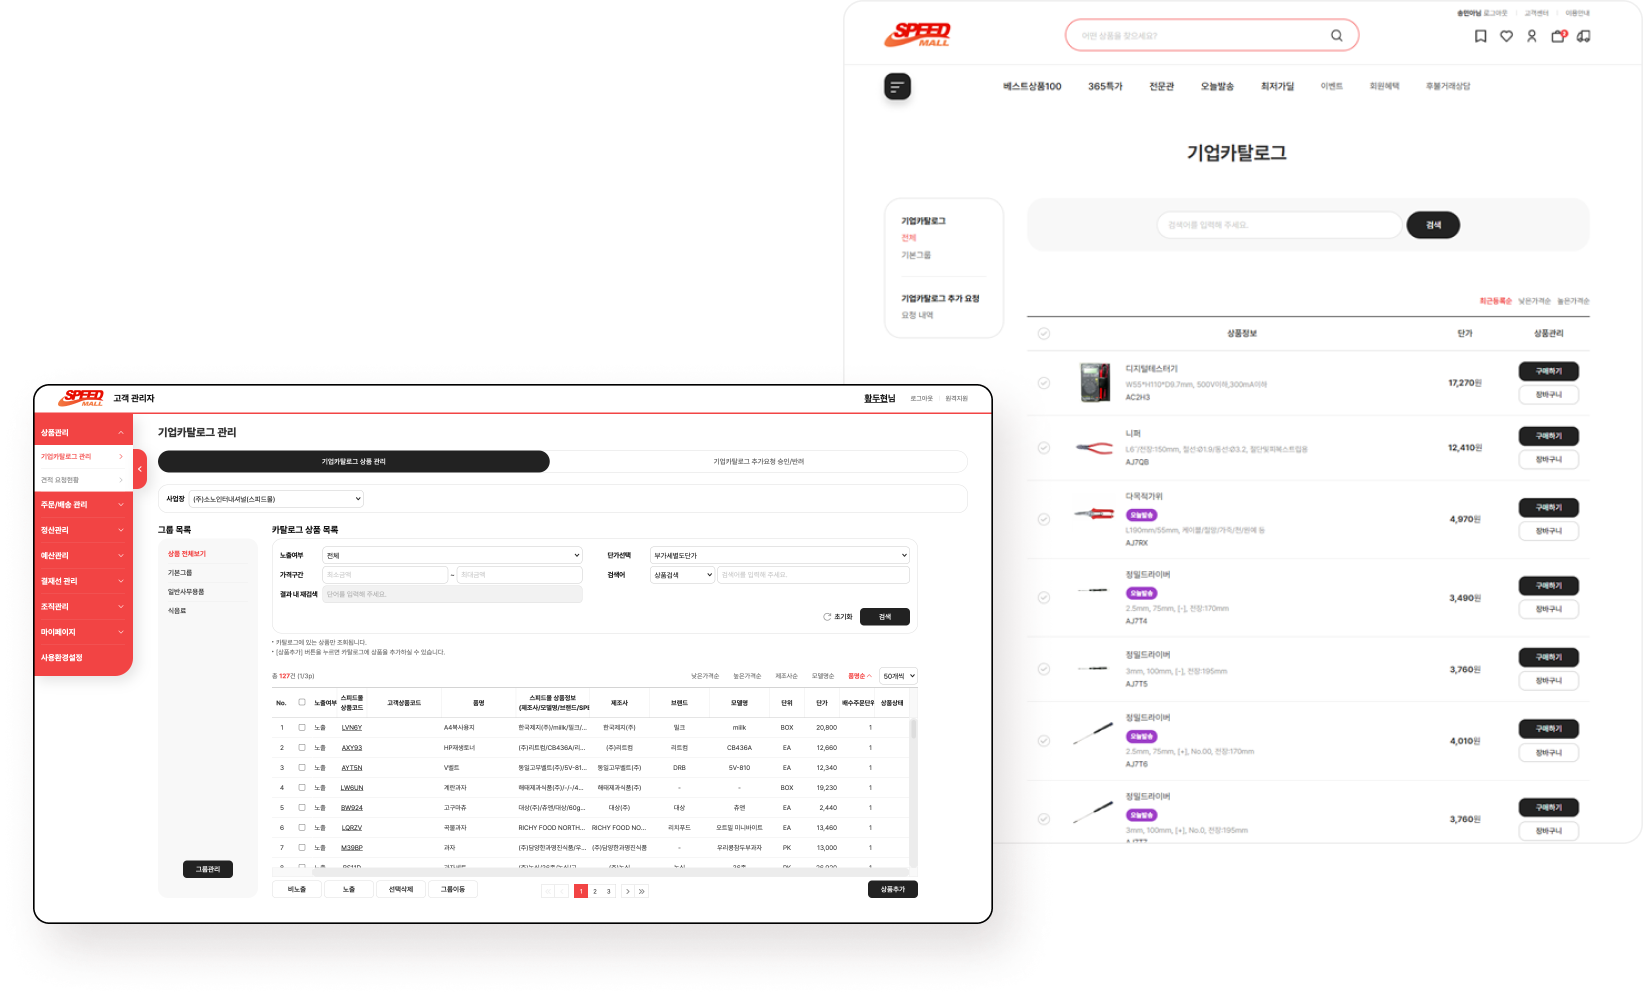 송민아님 로그아웃 고객센터 이용안내
SPEED MALL
어떤 상품을 찾으세요?
베스트상품100 365특가 전문관 오늘발송 최저가딜 이벤트 회원혜택 후불거래상담
기업카탈로그
기업카탈로그
전체
기본그룹
기업카탈로그 추가 요청
요청 내역
검색어를 입력해 주세요. 검색
최근등록순 낮은가격순 높은가격순
상품정보 단가 상품관리
디지털테스터기
W55*H110*D9.7mm, 500V이하,300mA이하
AC2H3
17,270원
구매하기
장바구니
니퍼
AJ7QB
12,410원
구매하기
장바구니
다목적가위
오늘발송
L190mm/55mm, 케이블/철망/가죽/천/원예 등
AJ7RX
4,970원
구매하기
장바구니
정밀드라이버
오늘발송
2.5mm, 75mm, [-], 전장:170mm
AJ7T4
3,490원
구매하기
장바구니
정밀드라이버
3mm, 100mm, [-], 전장:195mm
AJ7T5
3,760원
구매하기
장바구니
정밀드라이버
오늘발송
2.5mm, 75mm, [+], No.00, 전장:170mm
AJ7T6
4,010원
구매하기
장바구니
정밀드라이버
오늘발송
3mm, 100mm, [+], No.0, 전장:195mm
3,760원
구매하기
장바구니
SPEED MALL 고객 관리자
황두현님 로그아웃 원격지원
상품관리
기업카탈로그 관리
견적 요청현황
주문/배송 관리
정산관리
예산관리
결재선 관리
조직관리
마이페이지
사용환경설정
기업카탈로그 관리
기업카탈로그 상품 관리 기업카탈로그 추가요청 승인/반려
사업장 (주)소노인터내셔널(스피드몰)
그룹 목록
상품 전체보기
기본그룹
일반사무용품
식음료
그룹관리
카탈로그 상품 목록
노출여부 전체 단가선택 부가세별도단가
가격구간 최소금액 ~ 최대금액 검색어 상품검색 검색어를 입력해 주세요.
결과 내 재검색 단어를 입력해 주세요.
초기화 검색
• 카탈로그에 있는 상품만 조회됩니다.
• [상품추가] 버튼을 누르면 카탈로그에 상품을 추가하실 수 있습니다.
총 127건 (1/3p) 낮은가격순 높은가격순 제조사순 모델명순 품명순 50개씩
No. 노출여부 스피드몰 상품코드 고객상품코드 품명 스피드몰 상품정보 (제조사/모델명/브랜드/SPE 제조사 브랜드 모델명 단위 단가 배수주문단위 상품상태
1 노출 LVN6Y A4복사용지 한국제지(주)/milk/밀크/... 한국제지(주) 밀크 milk BOX 20,800 1
2 노출 AXY93 HP재생토너 (주)리트컴/CB436A/리... (주)리트컴 리트컴 CB436A EA 12,660 1
3 노출 AYT5N V벨트 동일고무벨트(주)/5V-81... 동일고무벨트(주) DRB 5V-810 EA 12,340 1
4 노출 LW6UN 계란과자 해태제과식품(주)/-/-/4... 해태제과식품(주) - - BOX 19,230 1
5 노출 BW924 고구마츄 대상(주)/츄엔/대상/60g... 대상(주) 대상 츄엔 EA 2,440 1
6 노출 LQRZV 곡물과자 RICHY FOOD NORTH... RICHY FOOD NO... 리치푸드 오트밀 미니바이트 EA 13,460 1
7 노출 M39BP 과자 (주)담양한과명진식품/우... (주)담양한과명진식품 - 우리콩참두부과자 PK 13,000 1
비노출 노출 선택삭제 그룹이동 1 2 3 상품추가